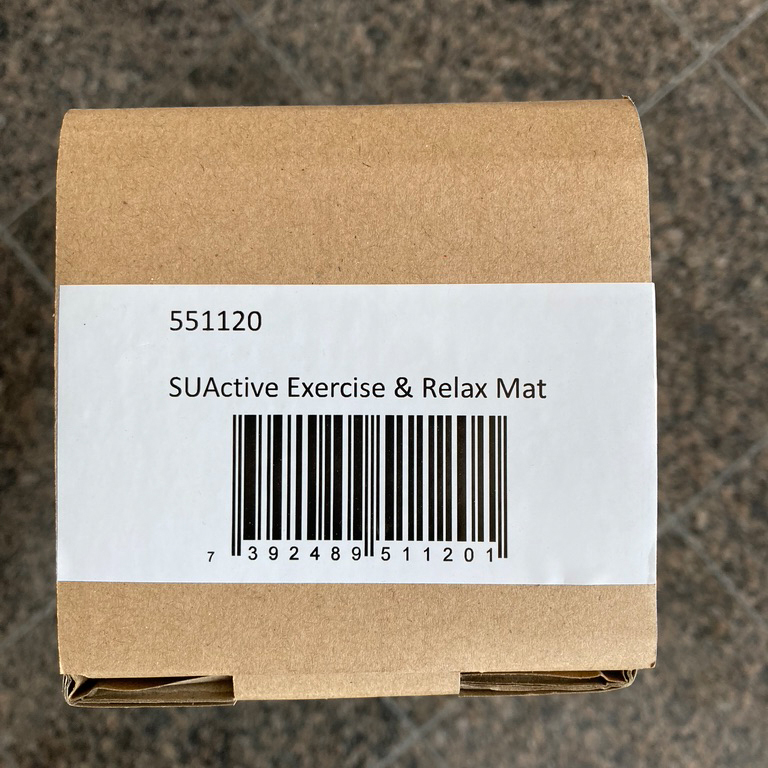 551120
SUActive Exercise & Relax Mat
7 392489 511201